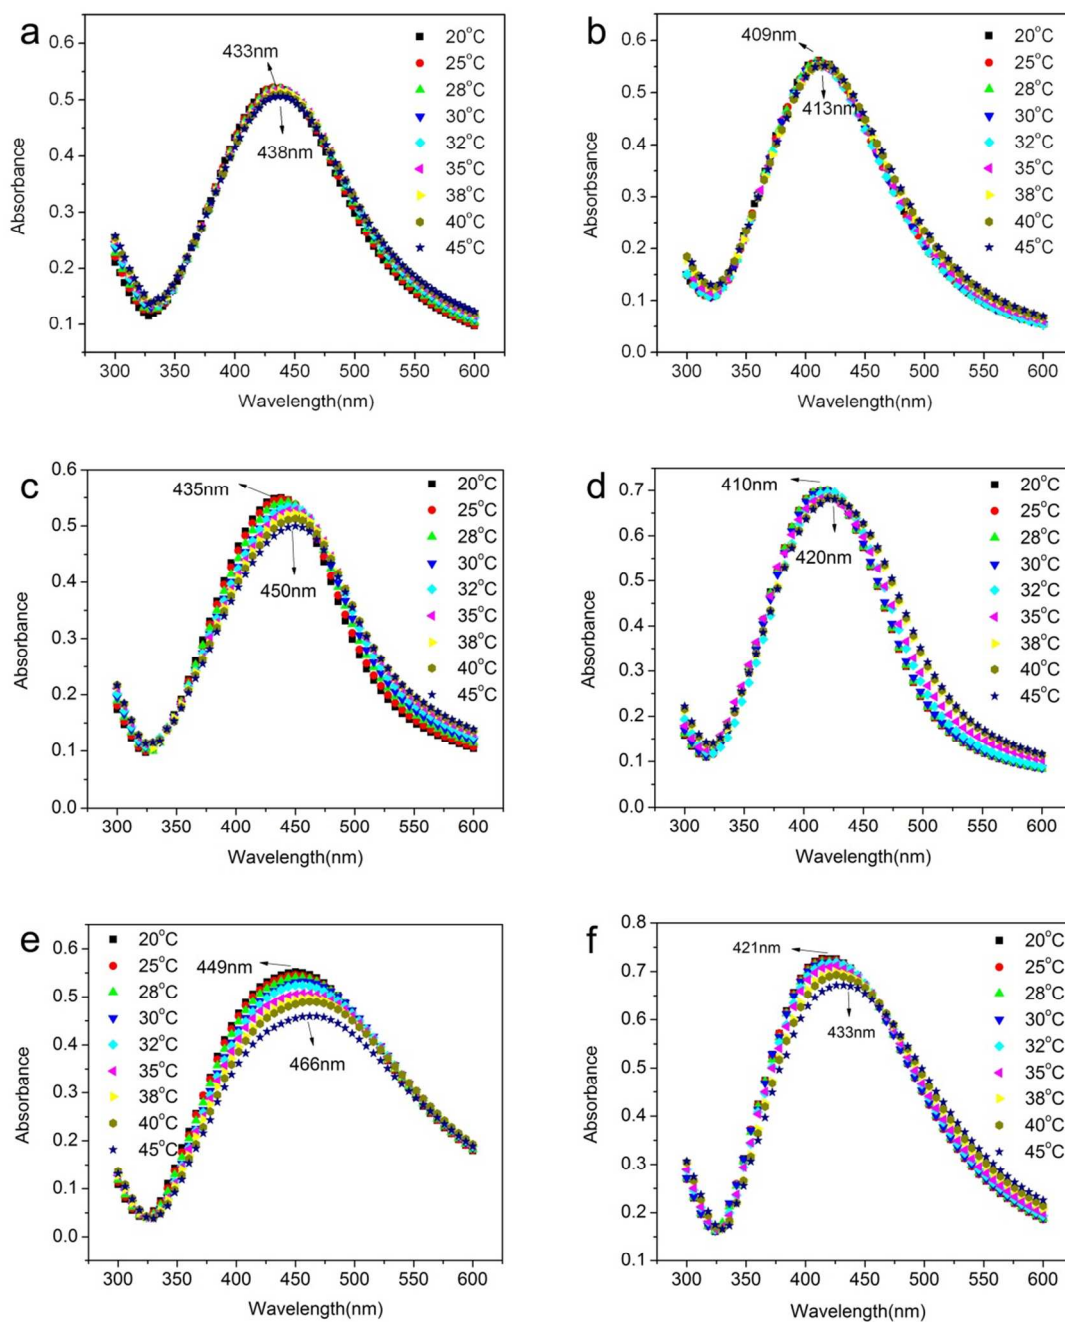 a
0.6
0.5
0.4
0.3
0.2
0.1
Absorbance
433nm
438nm
20°C
25°C
28°C
30°C
32°C
35°C
38°C
40°C
45°C
300 350 400 450 500 550 600
Wavelength(nm)
b
0.6
0.5
0.4
0.3
0.2
0.1
0.0
Absorbsance
409nm
413nm
20°C
25°C
28°C
30°C
32°C
35°C
38°C
40°C
45°C
300 350 400 450 500 550 600
Wavelength(nm)
c
0.6
0.5
0.4
0.3
0.2
0.1
0.0
Absorbance
435nm
450nm
20°C
25°C
28°C
30°C
32°C
35°C
38°C
40°C
45°C
300 350 400 450 500 550 600
Wavelength(nm)
d
0.7
0.6
0.5
0.4
0.3
0.2
0.1
0.0
Absorbance
410nm
420nm
20°C
25°C
28°C
30°C
32°C
35°C
38°C
40°C
45°C
300 350 400 450 500 550 600
Wavelength(nm)
e
0.6
0.5
0.4
0.3
0.2
0.1
0.0
Absorbance
20°C
25°C
28°C
30°C
32°C
35°C
38°C
40°C
45°C
449nm
466nm
300 350 400 450 500 550 600
Wavelength(nm)
f
0.8
0.7
0.6
0.5
0.4
0.3
0.2
0.1
Absorbance
421nm
433nm
20°C
25°C
28°C
30°C
32°C
35°C
38°C
40°C
45°C
300 350 400 450 500 550 600
Wavelength(nm)